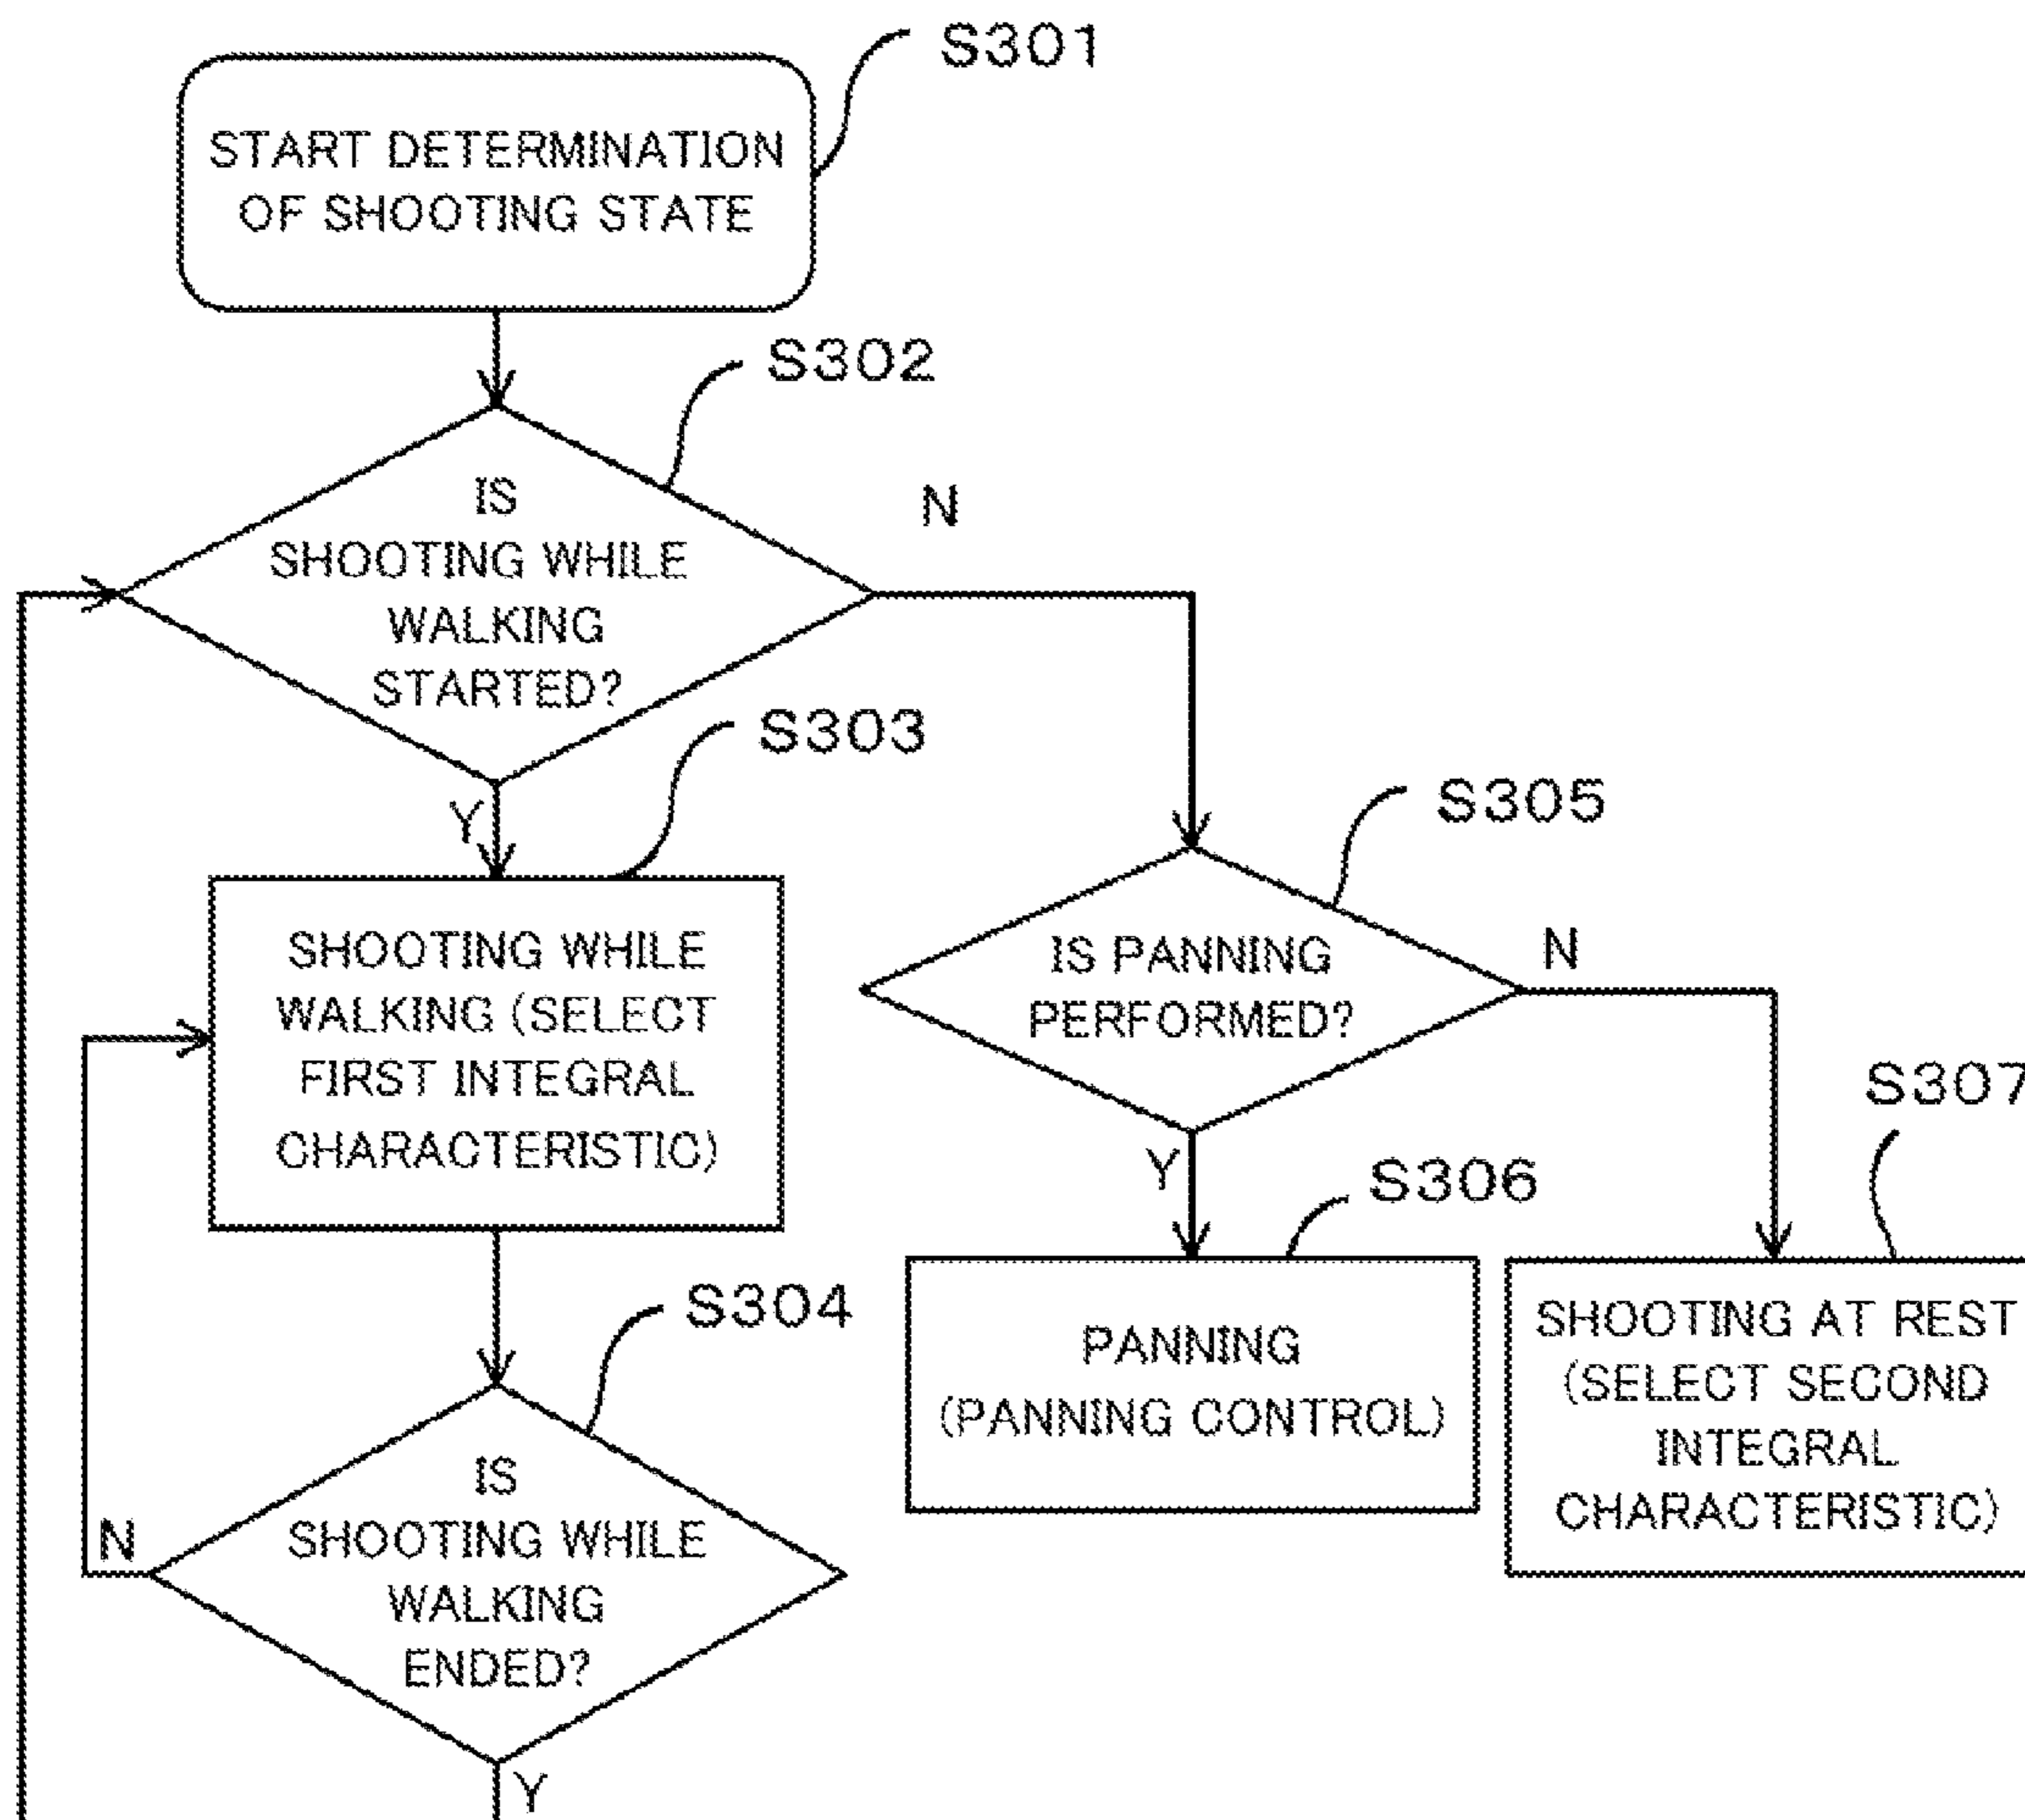 S301
START DETERMINATION
OF SHOOTING STATE
S302
IS
SHOOTING WHILE
WALKING
STARTED?
N
Y
S303
SHOOTING WHILE
WALKING (SELECT
FIRST INTEGRAL
CHARACTERISTIC)
S305
IS PANNING
PERFORMED?
N
Y
S306
PANNING
(PANNING CONTROL)
S307
SHOOTING AT REST
(SELECT SECOND
INTEGRAL
CHARACTERISTIC)
S304
IS
SHOOTING WHILE
WALKING
ENDED?
N
Y